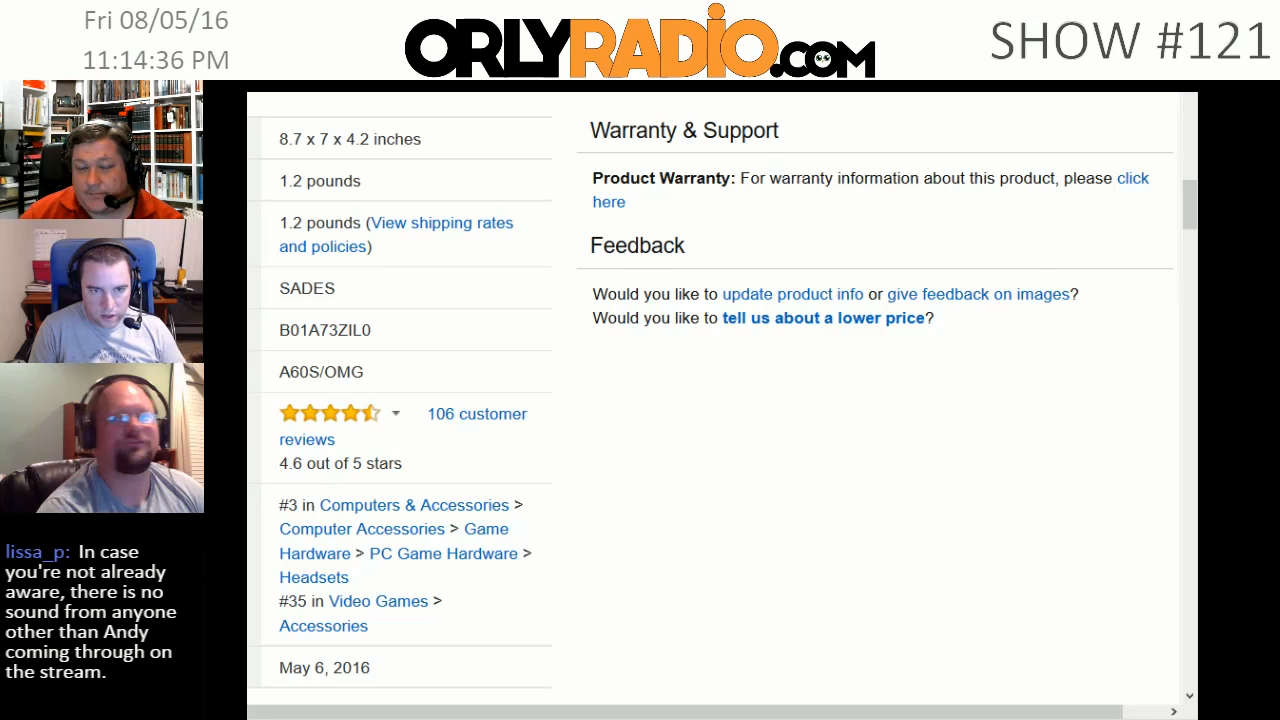 Fri 08/05/16
11:14:36 PM
ORLYRADiO.COM
SHOW #121
8.7 x 7 x 4.2 inches
1.2 pounds
1.2 pounds (View shipping rates
and policies)
SADES
B01A73ZIL0
A60S/OMG
106 customer
reviews
4.6 out of 5 stars
#3 in Computers & Accessories >
Computer Accessories > Game
Hardware > PC Game Hardware >
Headsets
#35 in Video Games >
Accessories
May 6, 2016
Warranty & Support
Product Warranty: For warranty information about this product, please click
here
Feedback
Would you like to update product info or give feedback on images?
Would you like to tell us about a lower price?
lissa_p: In case
you're not already
aware, there is no
sound from anyone
other than Andy
coming through on
the stream.